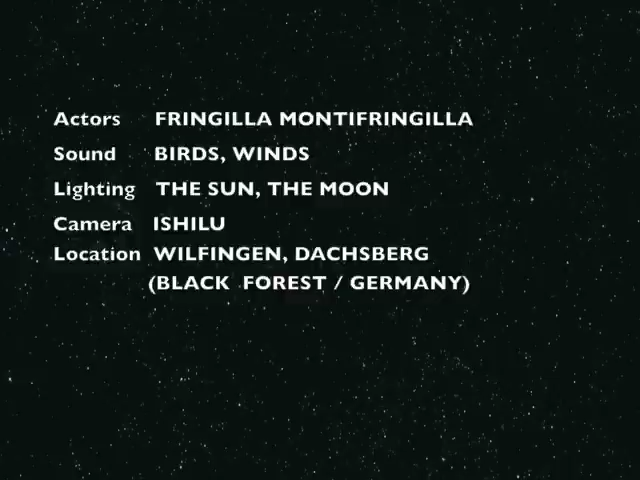 Actors FRINGILLA MONTIFRINGILLA
Sound BIRDS, WINDS
Lighting THE SUN, THE MOON
Camera ISHILU
Location WILFINGEN, DACHSBERG
(BLACK FOREST / GERMANY)